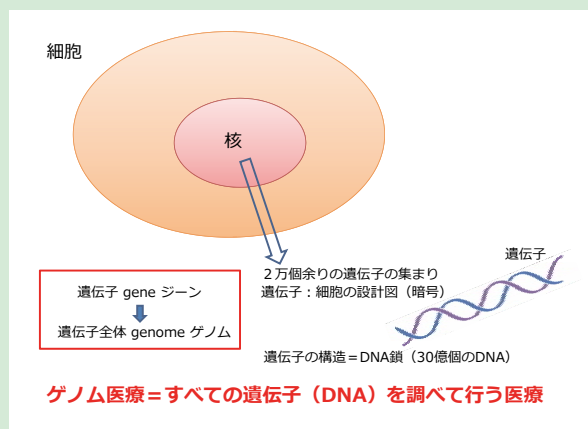 細胞
核
２万個余りの遺伝子の集まり
遺伝子：細胞の設計図（暗号）
遺伝子
遺伝子 gene ジーン
遺伝子全体 genome ゲノム
遺伝子の構造＝DNA鎖（30億個のDNA）
ゲノム医療＝すべての遺伝子（DNA）を調べて行う医療